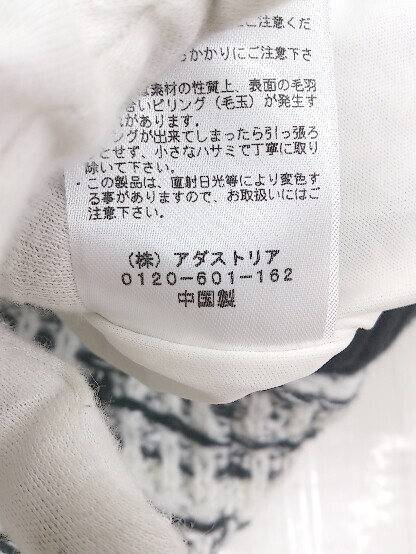 ご注意くだ
かかりにご注意下さ
素材の性質上、表面の毛羽
ピリング(毛玉)が発生す
があります。
ングが出来てしまったら引っ張ろ
とせず、小さなハサミで丁寧に取り
除いて下さい。
・この製品は、直射日光等により変色す
る事がありますので、お取扱いにはご
注意下さい。
(株)アダストリア
0120-601-162
中国製